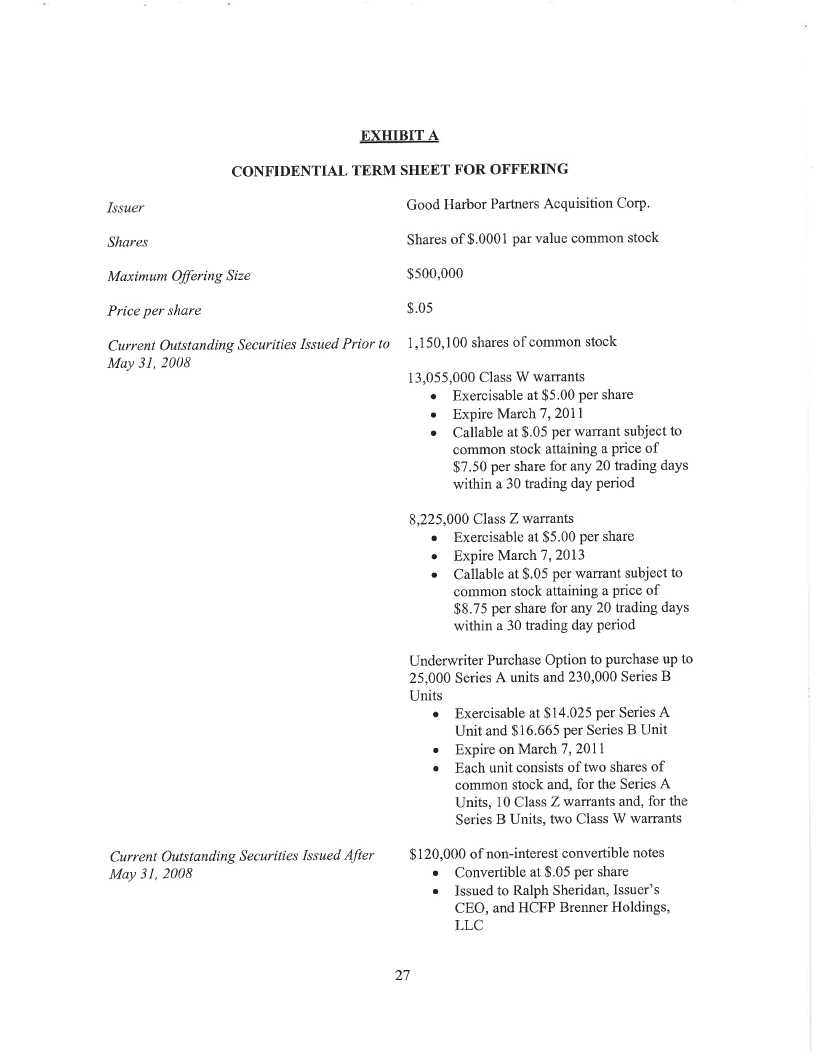 EXHIBIT A
CONFIDENTIAL TERM SHEET FOR OFFERING
Issuer
Good Harbor Partners Acquisition Corp.
Shares
Shares of $.0001 par value common stock
Maximum Offering Size
$500,000
Price per share
$.05
Current Outstanding Securities Issued Prior to
May 31, 2008
1,150,100 shares of common stock
13,055,000 Class W warrants
• Exercisable at $5.00 per share
• Expire March 7, 2011
• Callable at $.05 per warrant subject to
common stock attaining a price of
$7.50 per share for any 20 trading days
within a 30 trading day period
8,225,000 Class Z warrants
• Exercisable at $5.00 per share
• Expire March 7, 2013
• Callable at $.05 per warrant subject to
common stock attaining a price of
$8.75 per share for any 20 trading days
within a 30 trading day period
Underwriter Purchase Option to purchase up to
25,000 Series A units and 230,000 Series B
Units
• Exercisable at $14.025 per Series A
Unit and $16.665 per Series B Unit
• Expire on March 7, 2011
• Each unit consists of two shares of
common stock and, for the Series A
Units, 10 Class Z warrants and, for the
Series B Units, two Class W warrants
Current Outstanding Securities Issued After
May 31, 2008
$120,000 of non-interest convertible notes
• Convertible at $.05 per share
• Issued to Ralph Sheridan, Issuer's
CEO, and HCFP Brenner Holdings,
LLC
27